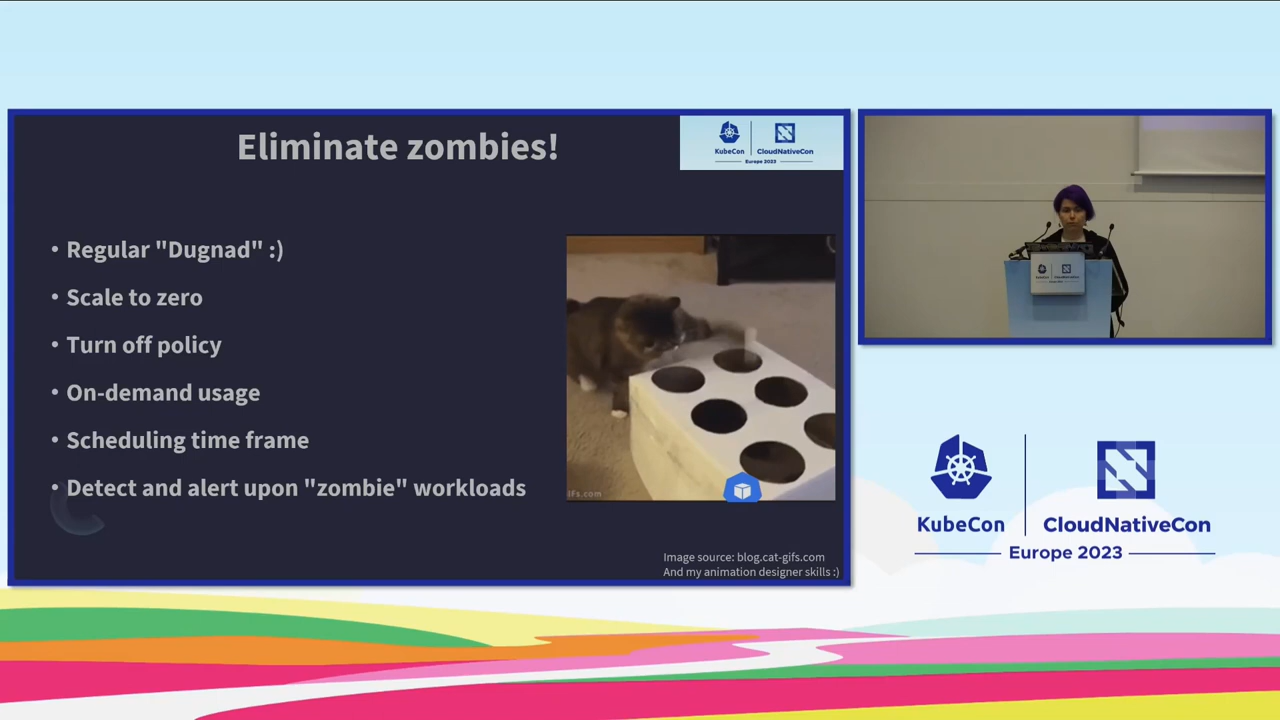 Eliminate zombies!
KubeCon
CloudNativeCon
Europe 2023
• Regular "Dugnad" :)
• Scale to zero
• Turn off policy
• On-demand usage
• Scheduling time frame
• Detect and alert upon "zombie" workloads
Image source: blog.cat-gifs.com
And my animation designer skills :)
KubeCon
CloudNativeCon
Europe 2023